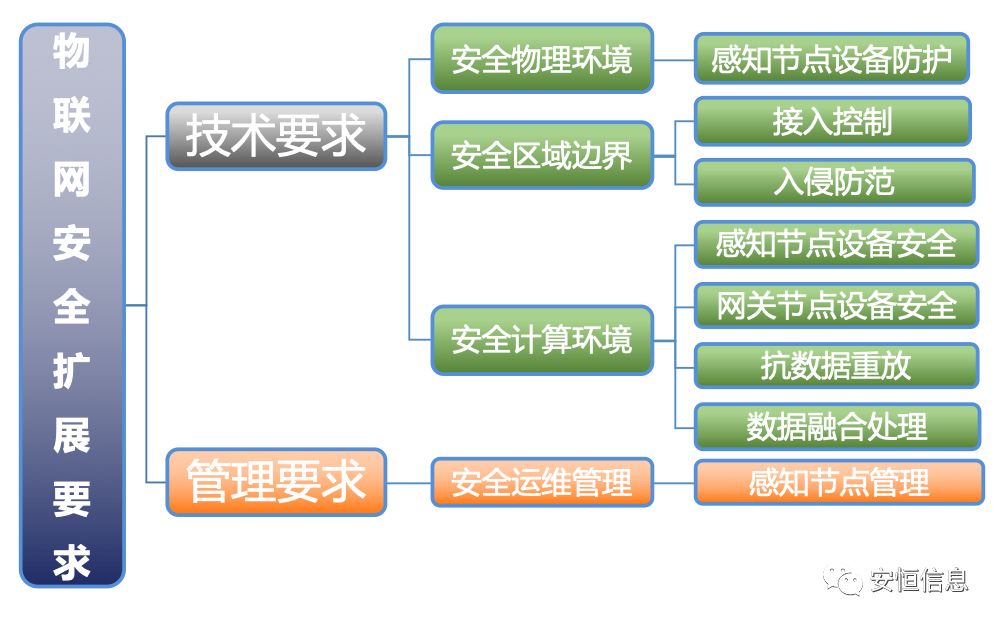 物联网安全扩展要求
技术要求
安全物理环境
感知节点设备防护
安全区域边界
接入控制
入侵防范
安全计算环境
感知节点设备安全
网关节点设备安全
抗数据重放
数据融合处理
管理要求
安全运维管理
感知节点管理
安恒信息